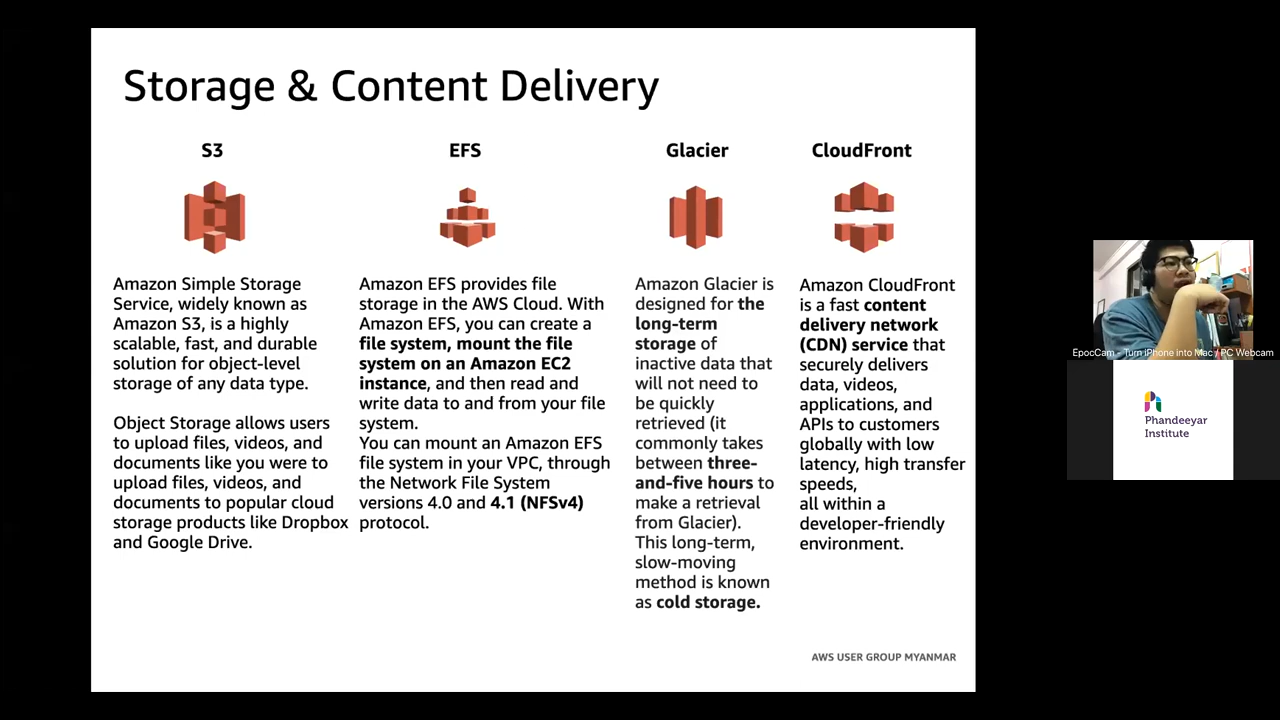 Storage & Content Delivery
S3
Amazon Simple Storage
Service, widely known as
Amazon S3, is a highly
scalable, fast, and durable
solution for object-level
storage of any data type.
Object Storage allows users
to upload files, videos, and
documents like you were to
upload files, videos, and
documents to popular cloud
storage products like Dropbox
and Google Drive.
EFS
Amazon EFS provides file
storage in the AWS Cloud. With
Amazon EFS, you can create a
file system, mount the file
system on an Amazon EC2
instance, and then read and
write data to and from your file
system.
You can mount an Amazon EFS
file system in your VPC, through
the Network File System
versions 4.0 and 4.1 (NFSv4)
protocol.
Glacier
Amazon Glacier is
designed for the
long-term
storage of
inactive data that
will not need to
be quickly
retrieved (it
commonly takes
between three-
and-five hours to
make a retrieval
from Glacier).
This long-term,
slow-moving
method is known
as cold storage.
CloudFront
Amazon CloudFront
is a fast content
delivery network
(CDN) service that
securely delivers
data, videos,
applications, and
APIs to customers
globally with low
latency, high transfer
speeds,
all within a
developer-friendly
environment.
AWS USER GROUP MYANMAR
EpocCam - Turn iPhone into Mac / PC Webcam
Phandeeyar
Institute